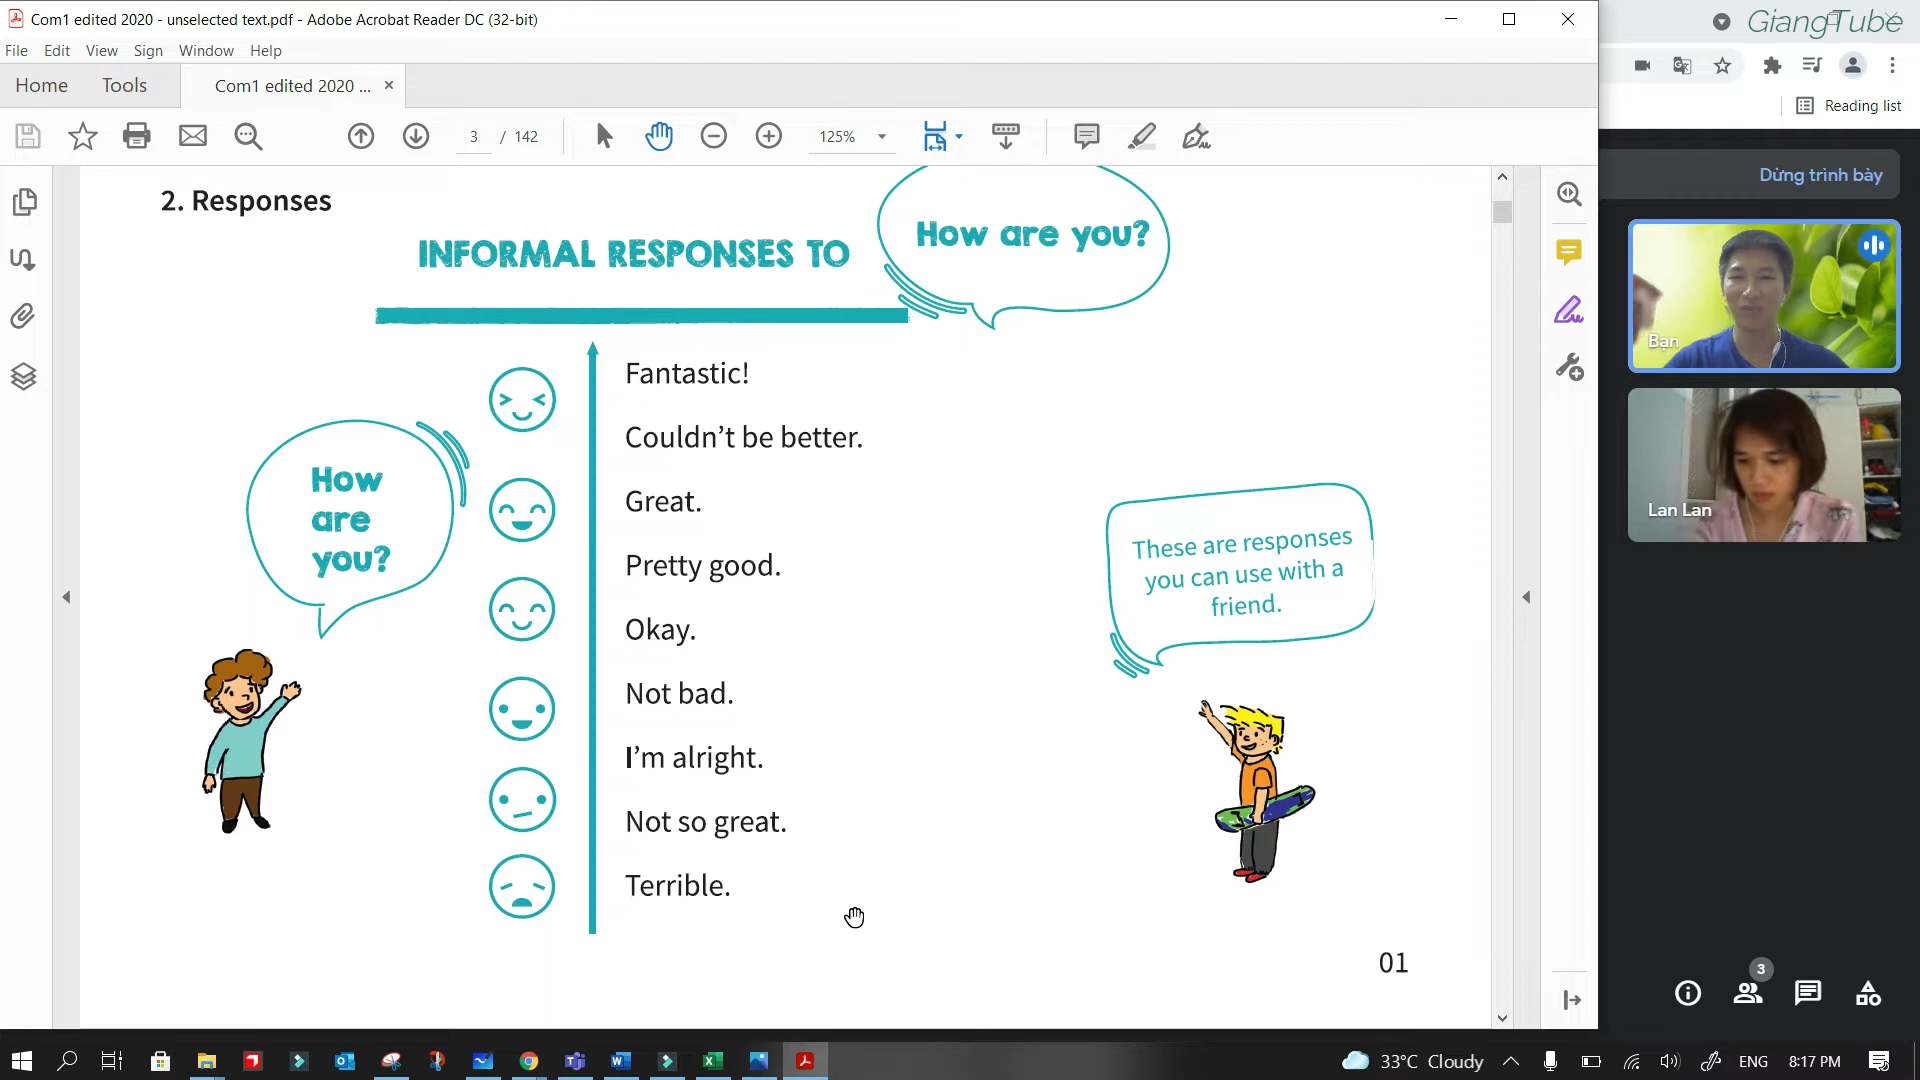 Com1 edited 2020 - unselected text.pdf - Adobe Acrobat Reader DC (32-bit)
GiangTube
File Edit View Sign Window Help
Home Tools Com1 edited 2020 ... ×
Reading list
3 / 142 125%
Dừng trình bày
2. Responses
INFORMAL RESPONSES TO
How are you?
Bạn
Fantastic!
Couldn't be better.
Great.
Pretty good.
Okay.
Not bad.
I'm alright.
Not so great.
Terrible.
How
are
you?
These are responses
you can use with a
friend.
Lan Lan
01
3
33°C Cloudy ENG 8:17 PM